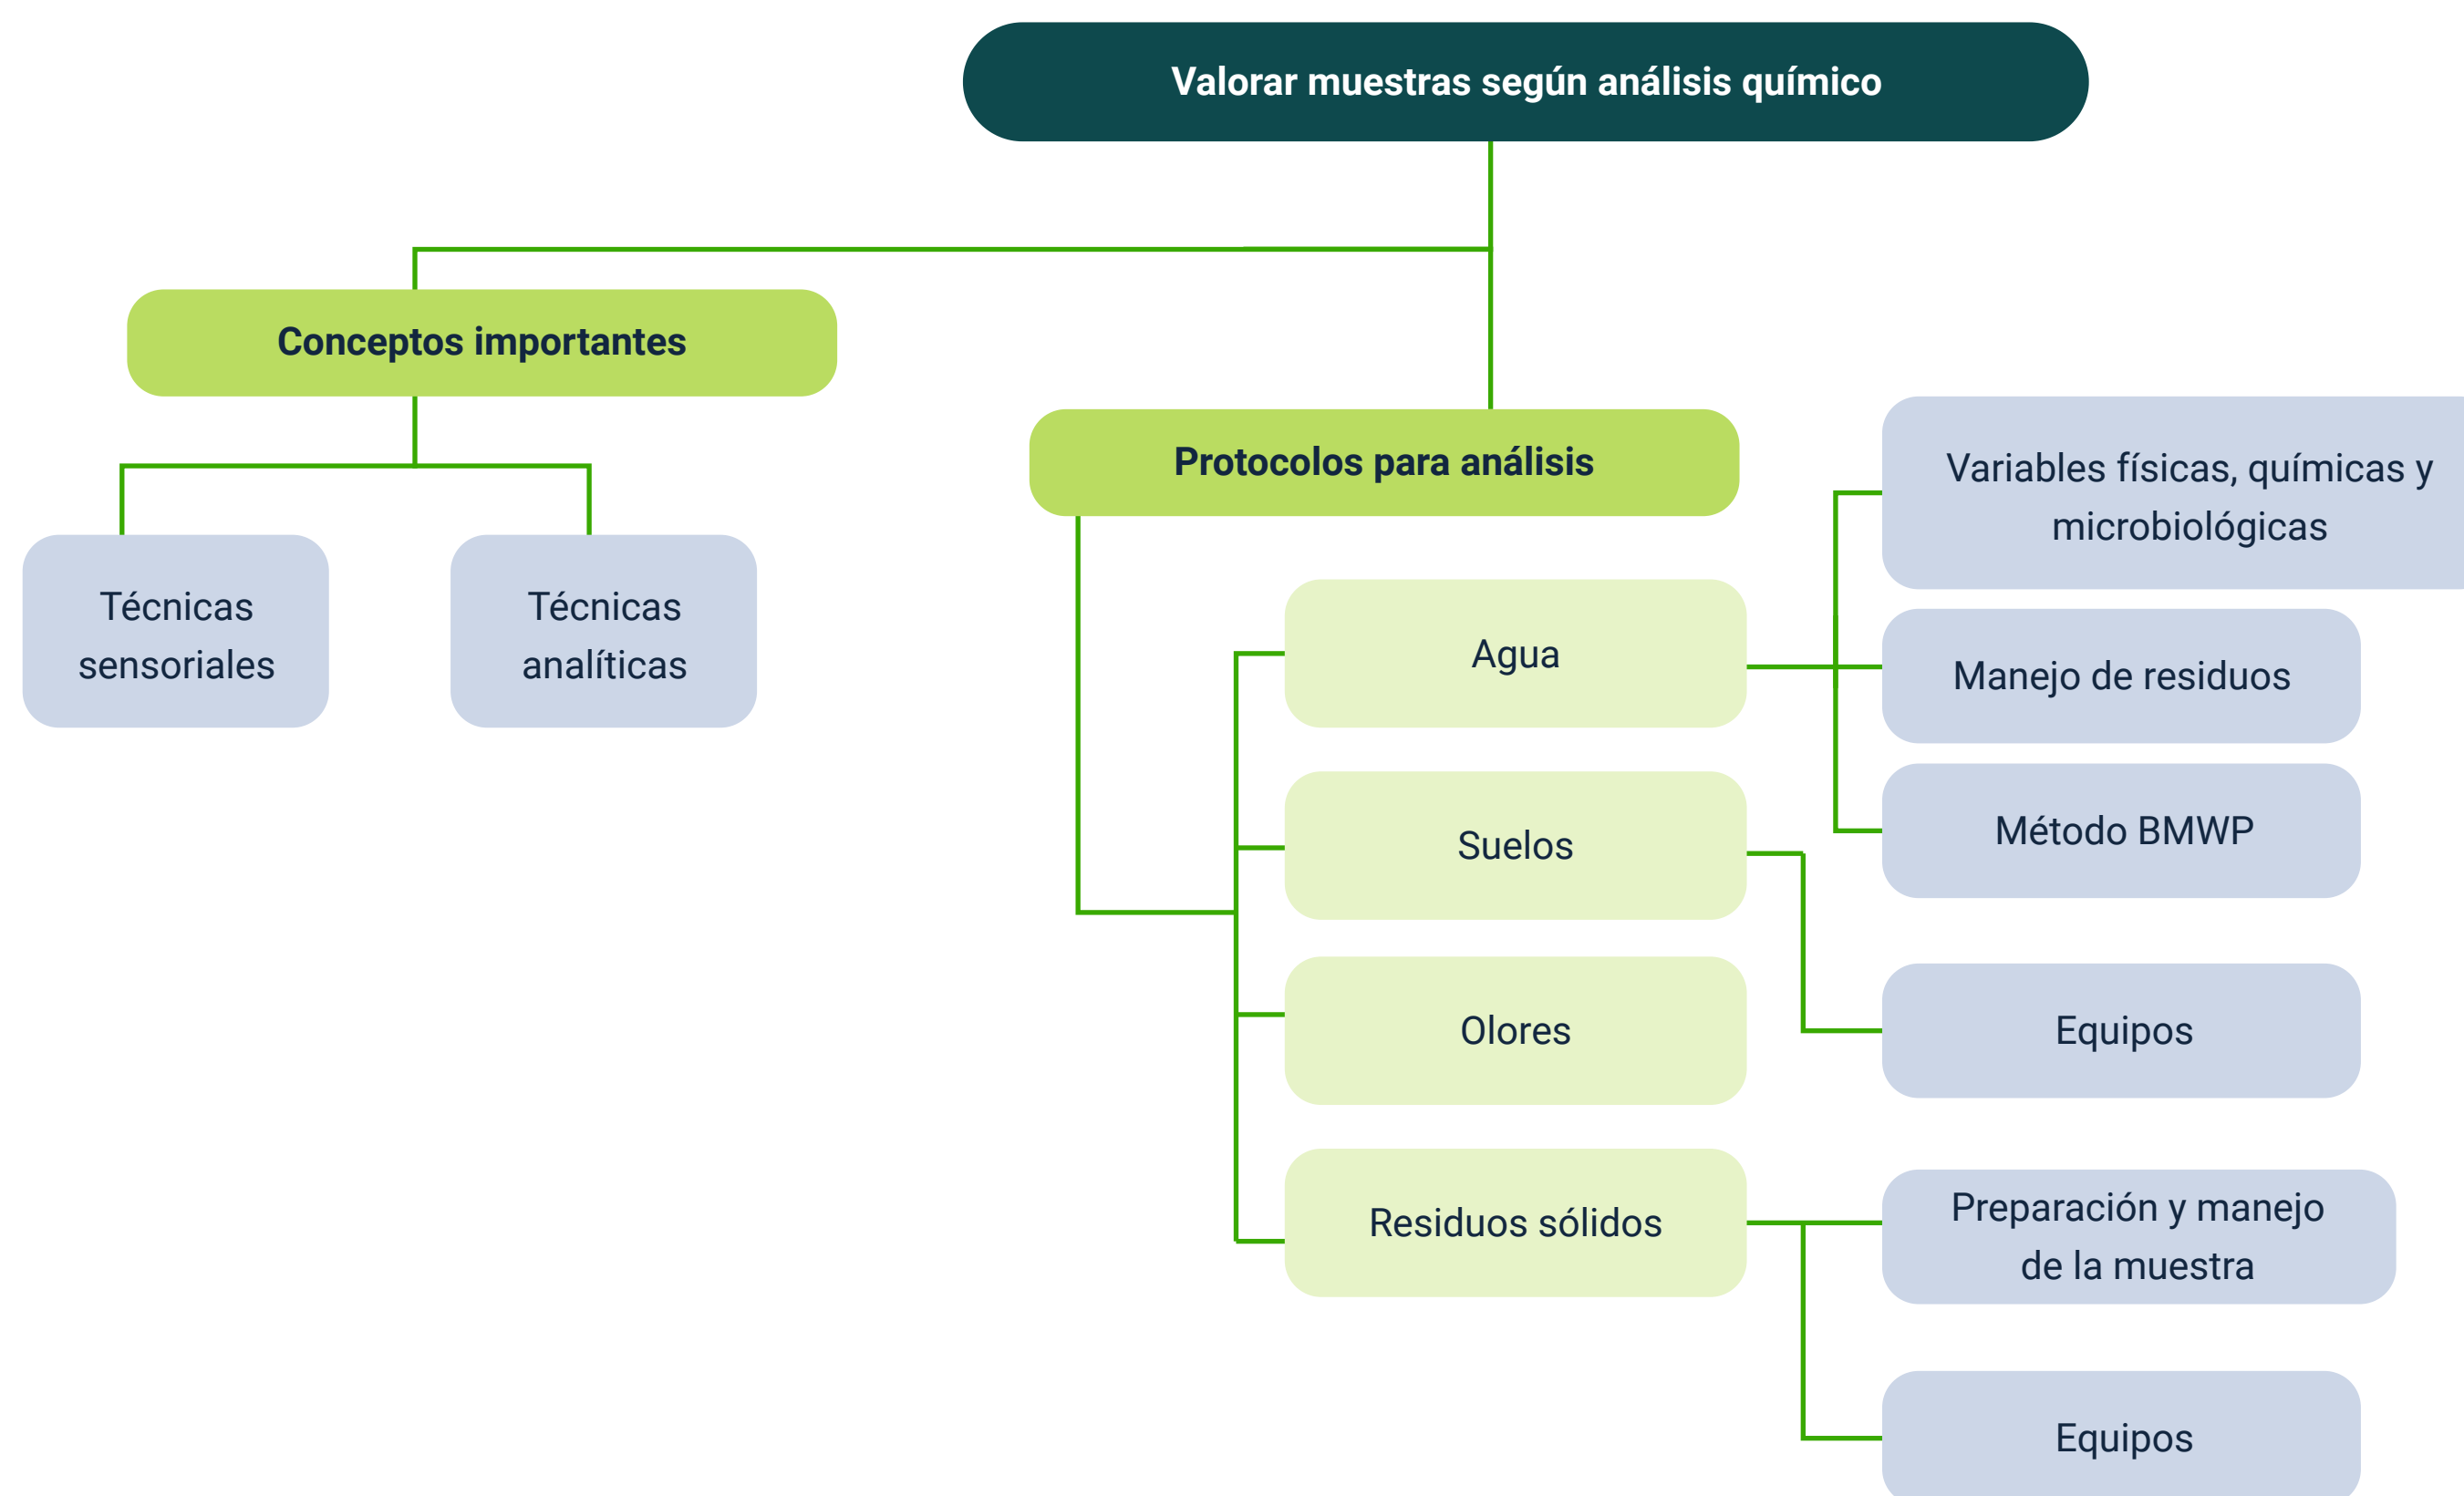 Valorar muestras según análisis químico
Conceptos importantes
Técnicas
sensoriales
Técnicas
analíticas
Protocolos para análisis
Agua
Variables físicas, químicas y
microbiológicas
Manejo de residuos
Método BMWP
Suelos
Equipos
Olores
Residuos sólidos
Preparación y manejo
de la muestra
Equipos